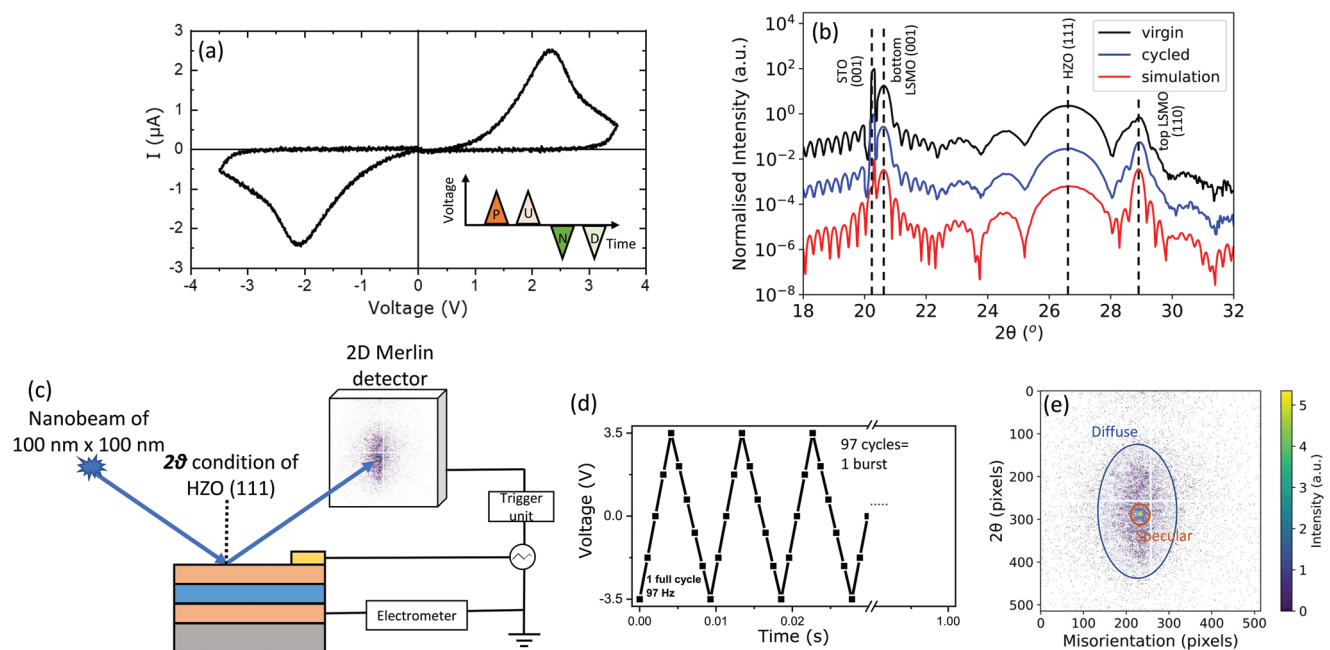 (a)
I (µA)
3
2
1
0
-1
-2
-3
-4
-3
-2
-1
0
1
2
3
4
Voltage (V)
Voltage
P
U
N
D
Time
(b)
Normalised Intensity (a.u.)
10⁴
10²
10⁰
10⁻²
10⁻⁴
10⁻⁶
10⁻⁸
STO
(001)
bottom
LSMO (001)
HZO (111)
top LSMO
(110)
virgin
cycled
simulation
18
20
22
24
26
28
30
32
2θ (°)
(c)
Nanobeam of
100 nm x 100 nm
2ϑ condition of
HZO (111)
2D Merlin
detector
Trigger
unit
Electrometer
(d)
Voltage (V)
3.5
0.0
-3.5
97 cycles=
1 burst
.....
1 full cycle
97 Hz
0.00
0.01
0.02
1.00
Time (s)
(e)
2θ (pixels)
0
100
200
300
400
500
Diffuse
Specular
0
100
200
300
400
500
Misorientation (pixels)
5
4
3
2
1
0
Intensity (a.u.)